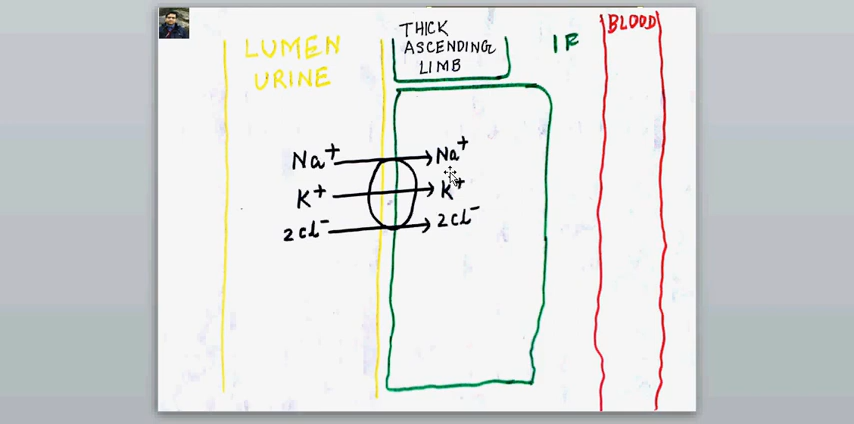 LUMEN
URINE
THICK
ASCENDING
LIMB
IF
BLOOD
Na+ Na+
K+ K+
2Cl- 2Cl-